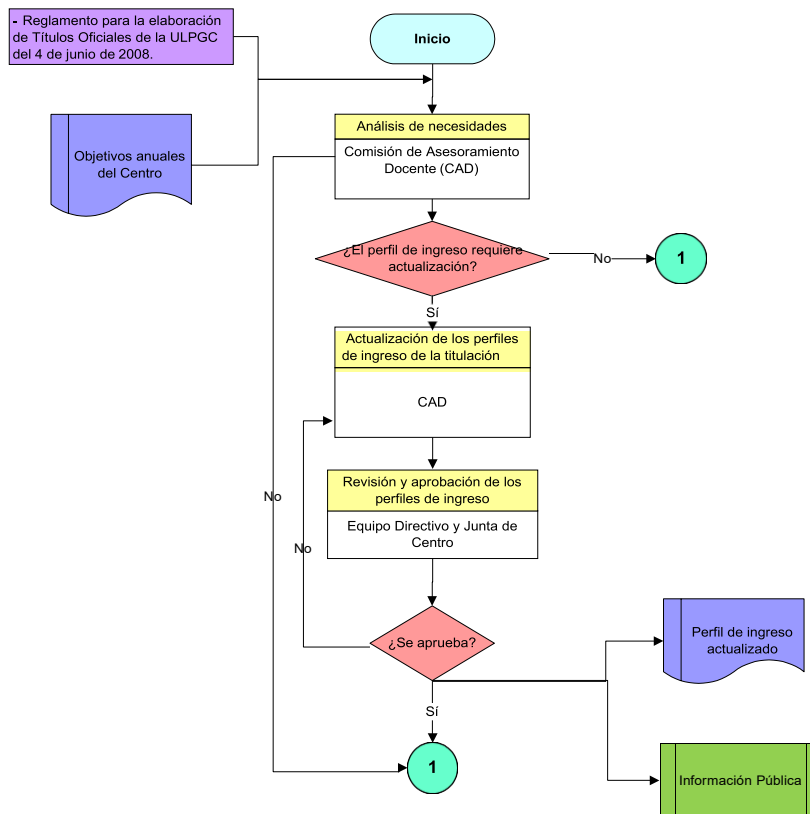 - Reglamento para la elaboración
de Títulos Oficiales de la ULPGC
del 4 de junio de 2008.
Inicio
Objetivos anuales
del Centro
Análisis de necesidades
Comisión de Asesoramiento
Docente (CAD)
¿El perfil de ingreso requiere
actualización?
No
1
Sí
Actualización de los perfiles
de ingreso de la titulación
CAD
Revisión y aprobación de los
perfiles de ingreso
Equipo Directivo y Junta de
Centro
No
No
¿Se aprueba?
Perfil de ingreso
actualizado
Sí
1
Información Pública